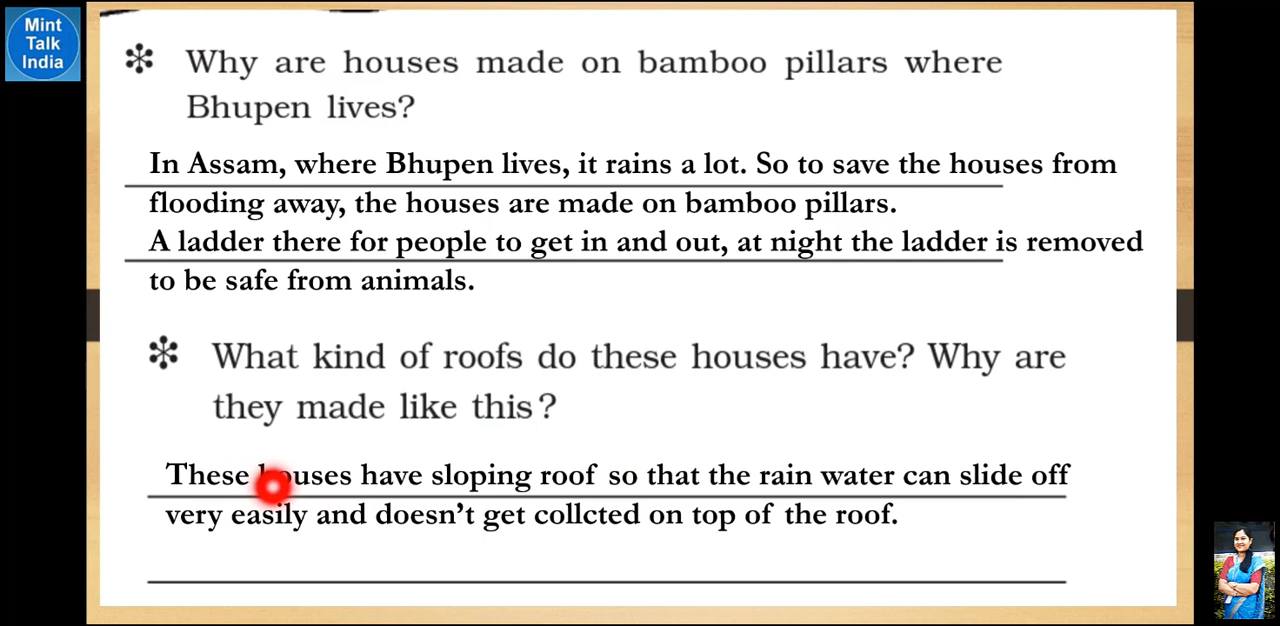 Mint
Talk
India
Why are houses made on bamboo pillars where
Bhupen lives?
In Assam, where Bhupen lives, it rains a lot. So to save the houses from
flooding away, the houses are made on bamboo pillars.
A ladder there for people to get in and out, at night the ladder is removed
to be safe from animals.
What kind of roofs do these houses have? Why are
they made like this?
These houses have sloping roof so that the rain water can slide off
very easily and doesn't get collcted on top of the roof.